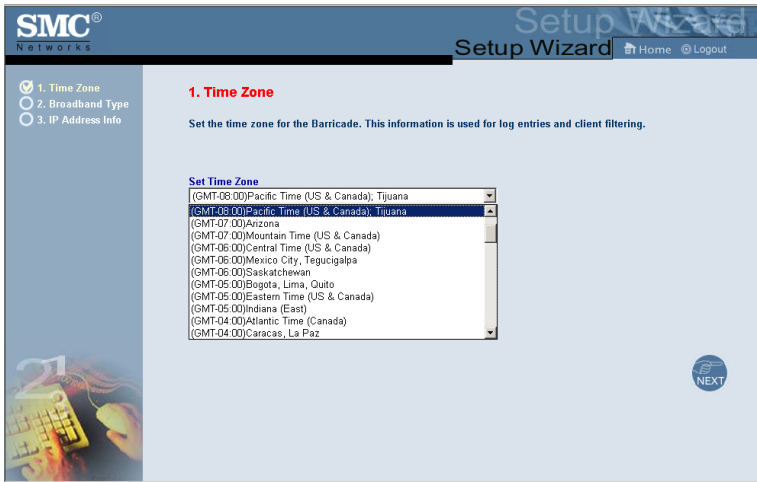 SMC®
Networks
Setup Wizard
Setup Wizard
Home
Logout
1. Time Zone
2. Broadband Type
3. IP Address Info
1. Time Zone
Set the time zone for the Barricade. This information is used for log entries and client filtering.
Set Time Zone
(GMT-08:00)Pacific Time (US & Canada); Tijuana
(GMT-08:00)Pacific Time (US & Canada); Tijuana
(GMT-07:00)Arizona
(GMT-07:00)Mountain Time (US & Canada)
(GMT-06:00)Central Time (US & Canada)
(GMT-06:00)Mexico City, Tegucigalpa
(GMT-06:00)Saskatchewan
(GMT-05:00)Bogota, Lima, Quito
(GMT-05:00)Eastern Time (US & Canada)
(GMT-05:00)Indiana (East)
(GMT-04:00)Atlantic Time (Canada)
(GMT-04:00)Caracas, La Paz
NEXT